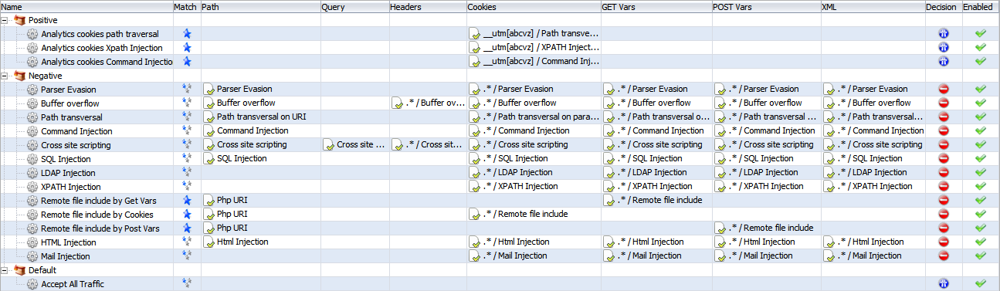 Name Match Path Query Headers Cookies GET Vars POST Vars XML Decision Enabled
Positive
Analytics cookies path traversal __utm[abcvz] / Path transve...
Analytics cookies Xpath Injection __utm[abcvz] / XPATH Inject...
Analytics cookies Command Injectio __utm[abcvz] / Command Inj...
Negative
Parser Evasion Parser Evasion .* / Parser Evasion .* / Parser Evasion .* / Parser Evasion .* / Parser Evasion
Buffer overflow Buffer overflow .* / Buffer ov... .* / Buffer overflow .* / Buffer overflow .* / Buffer overflow .* / Buffer overflow
Path transversal Path transversal on URI .* / Path transversal on para... .* / Path transversal o... .* / Path transversal ... .* / Path transversal...
Command Injection Command Injection .* / Command Injection .* / Command Injection .* / Command Injection .* / Command Injection
Cross site scripting Cross site scripting Cross site ... .* / Cross sit... .* / Cross site scripting .* / Cross site scripting .* / Cross site scripting .* / Cross site scripting
SQL Injection SQL Injection .* / SQL Injection .* / SQL Injection .* / SQL Injection .* / SQL Injection
LDAP Injection .* / LDAP Injection .* / LDAP Injection .* / LDAP Injection .* / LDAP Injection
XPATH Injection .* / XPATH Injection .* / XPATH Injection .* / XPATH Injection .* / XPATH Injection
Remote file include by Get Vars Php URI .* / Remote file include
Remote file include by Cookies Php URI .* / Remote file include
Remote file include by Post Vars Php URI .* / Remote file include
HTML Injection Html Injection .* / Html Injection .* / Html Injection .* / Html Injection .* / Html Injection
Mail Injection .* / Mail Injection .* / Mail Injection .* / Mail Injection .* / Mail Injection
Default
Accept All Traffic